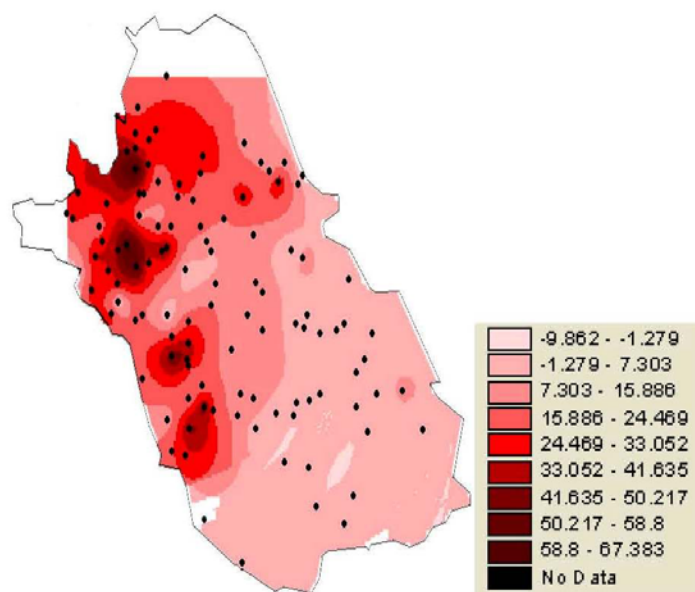 -9.862 - -1.279
-1.279 - 7.303
7.303 - 15.886
15.886 - 24.469
24.469 - 33.052
33.052 - 41.635
41.635 - 50.217
50.217 - 58.8
58.8 - 67.383
No Data